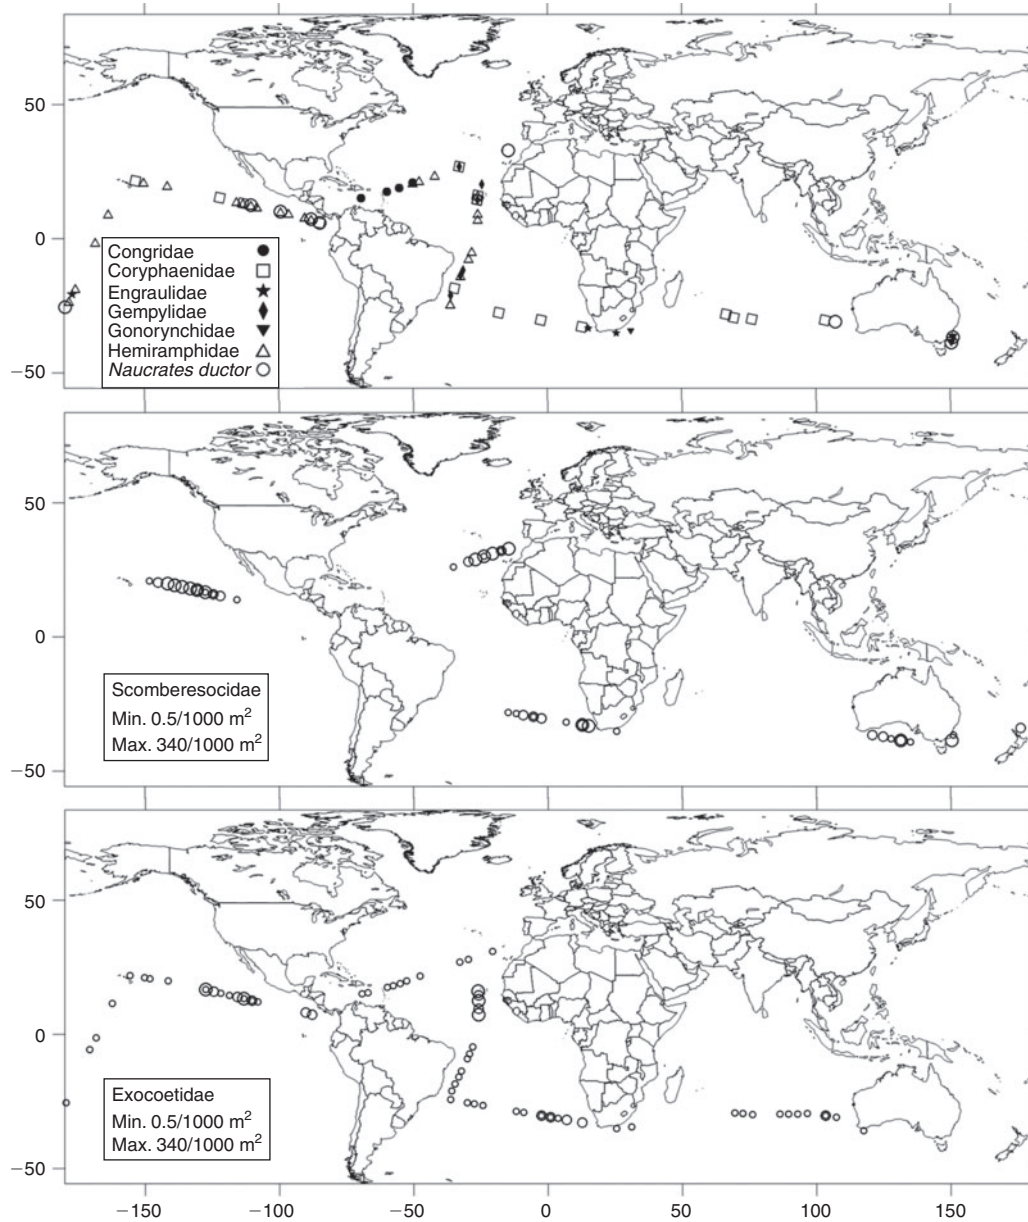 50
0
−50
Congridae
Coryphaenidae
Engraulidae
Gempylidae
Gonorynchidae
Hemiramphidae
Naucrates ductor
50
0
−50
Scomberesocidae
Min. 0.5/1000 m²
Max. 340/1000 m²
50
0
−50
Exocoetidae
Min. 0.5/1000 m²
Max. 340/1000 m²
−150 −100 −50 0 50 100 150